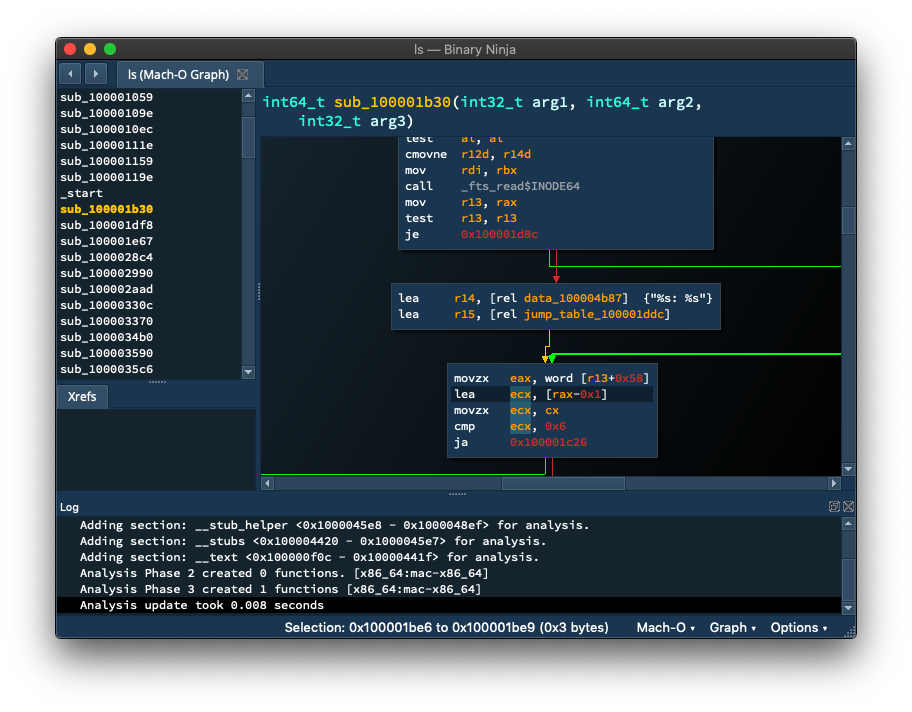 ls — Binary Ninja
ls (Mach-O Graph)
sub_100001059
sub_10000109e
sub_1000010ec
sub_10000111e
sub_100001159
sub_10000119e
_start
sub_100001b30
sub_100001df8
sub_100001e67
sub_1000028c4
sub_100002990
sub_100002aad
sub_10000330c
sub_100003370
sub_1000034b0
sub_100003590
sub_1000035c6
Xrefs
int64_t sub_100001b30(int32_t arg1, int64_t arg2,
int32_t arg3)
test al, al
cmovne r12d, r14d
mov rdi, rbx
call _fts_read$INODE64
mov r13, rax
test r13, r13
je 0x100001d8c
lea r14, [rel data_100004b87] {"%s: %s"}
lea r15, [rel jump_table_100001ddc]
movzx eax, word [r13+0x58]
lea ecx, [rax-0x1]
movzx ecx, cx
cmp ecx, 0x6
ja 0x100001c26
Log
Adding section: __stub_helper <0x1000045e8 - 0x1000048ef> for analysis.
Adding section: __stubs <0x100004420 - 0x1000045e7> for analysis.
Adding section: __text <0x100000f0c - 0x10000441f> for analysis.
Analysis Phase 2 created 0 functions. [x86_64:mac-x86_64]
Analysis Phase 3 created 1 functions [x86_64:mac-x86_64]
Analysis update took 0.008 seconds
Selection: 0x100001be6 to 0x100001be9 (0x3 bytes) Mach-O Graph Options